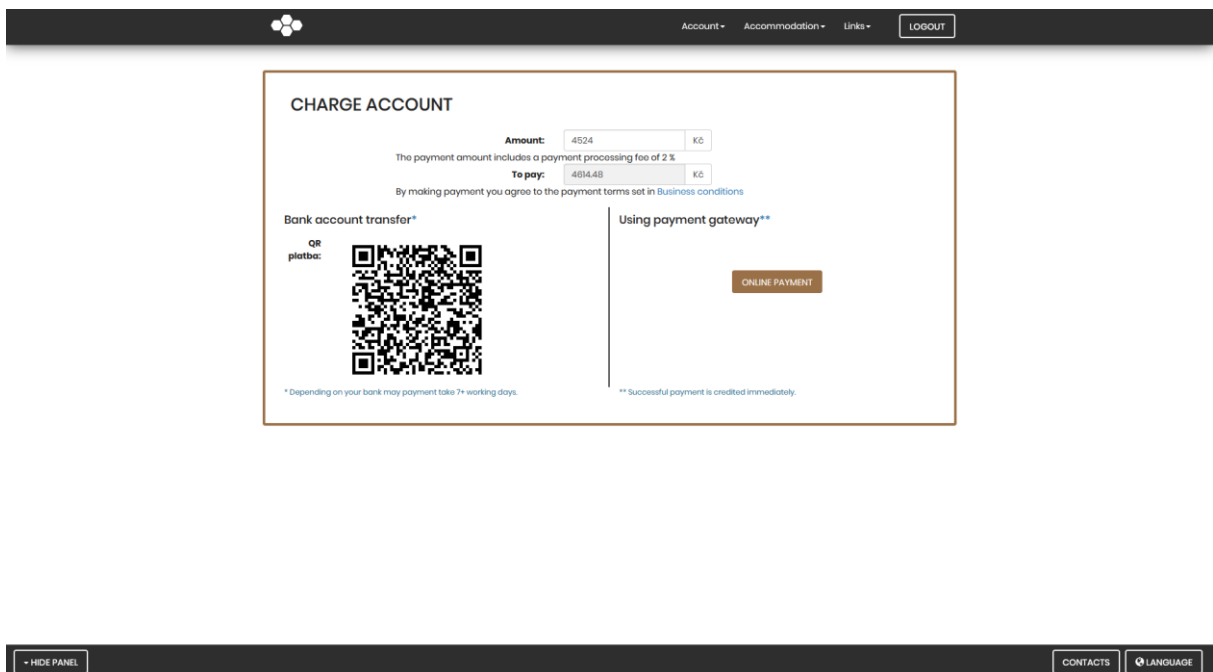 Account
Accommodation
Links
LOGOUT
CHARGE ACCOUNT
Amount: 4524 Kč
The payment amount includes a payment processing fee of 2 %
To pay: 4614.48 Kč
By making payment you agree to the payment terms set in Business conditions
Bank account transfer*
QR
platba:
* Depending on your bank may payment take 7+ working days.
Using payment gateway**
ONLINE PAYMENT
** Successful payment is credited immediately.
HIDE PANEL
CONTACTS
LANGUAGE